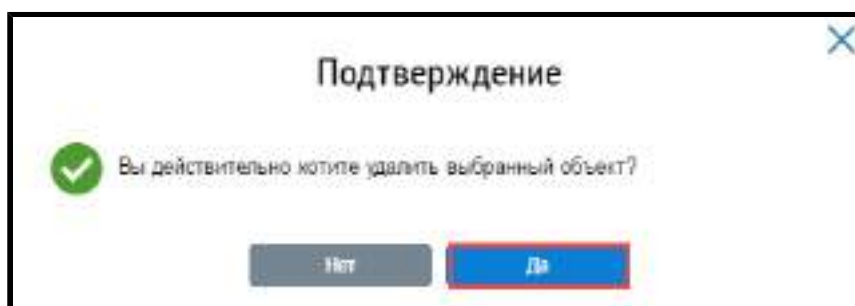 Подтверждение
Вы действительно хотите удалить выбранный объект?
Нет
Да